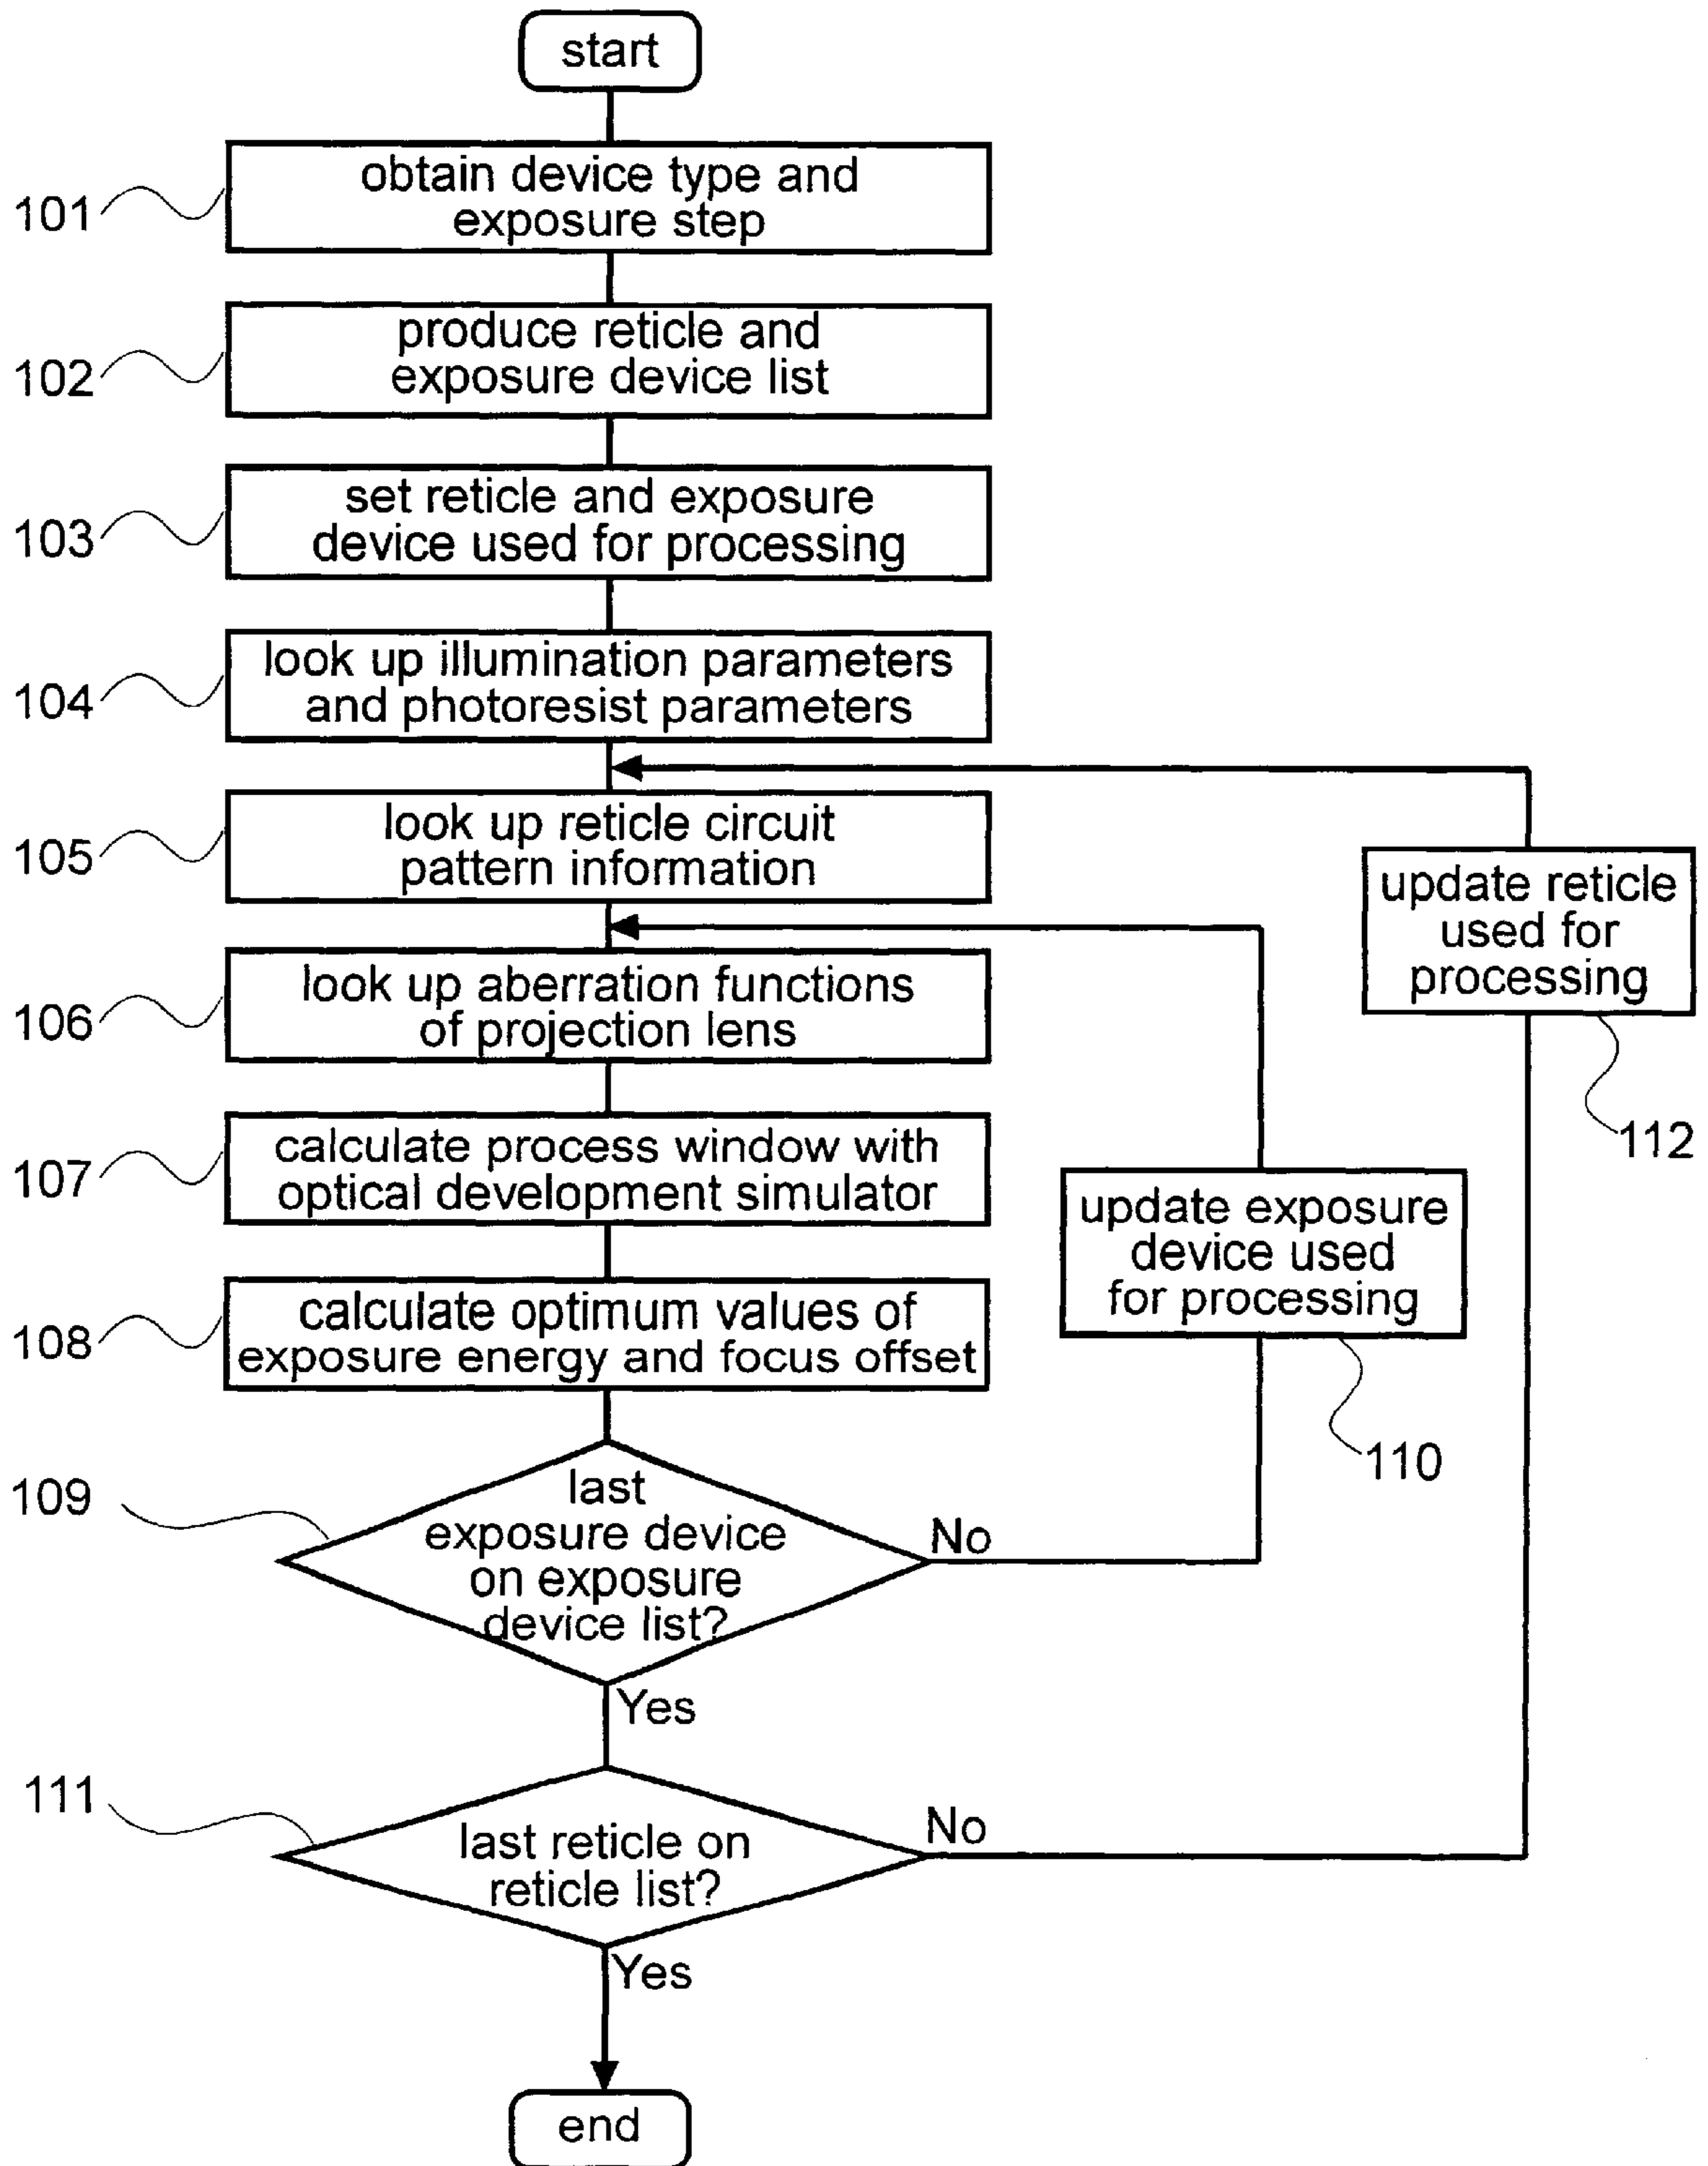 start
101
obtain device type and
exposure step
102
produce reticle and
exposure device list
103
set reticle and exposure
device used for processing
104
look up illumination parameters
and photoresist parameters
105
look up reticle circuit
pattern information
106
look up aberration functions
of projection lens
107
calculate process window with
optical development simulator
108
calculate optimum values of
exposure energy and focus offset
109
last
exposure device
on exposure
device list?
No
Yes
update exposure
device used
for processing
110
111
last reticle on
reticle list?
No
Yes
update reticle
used for
processing
112
end